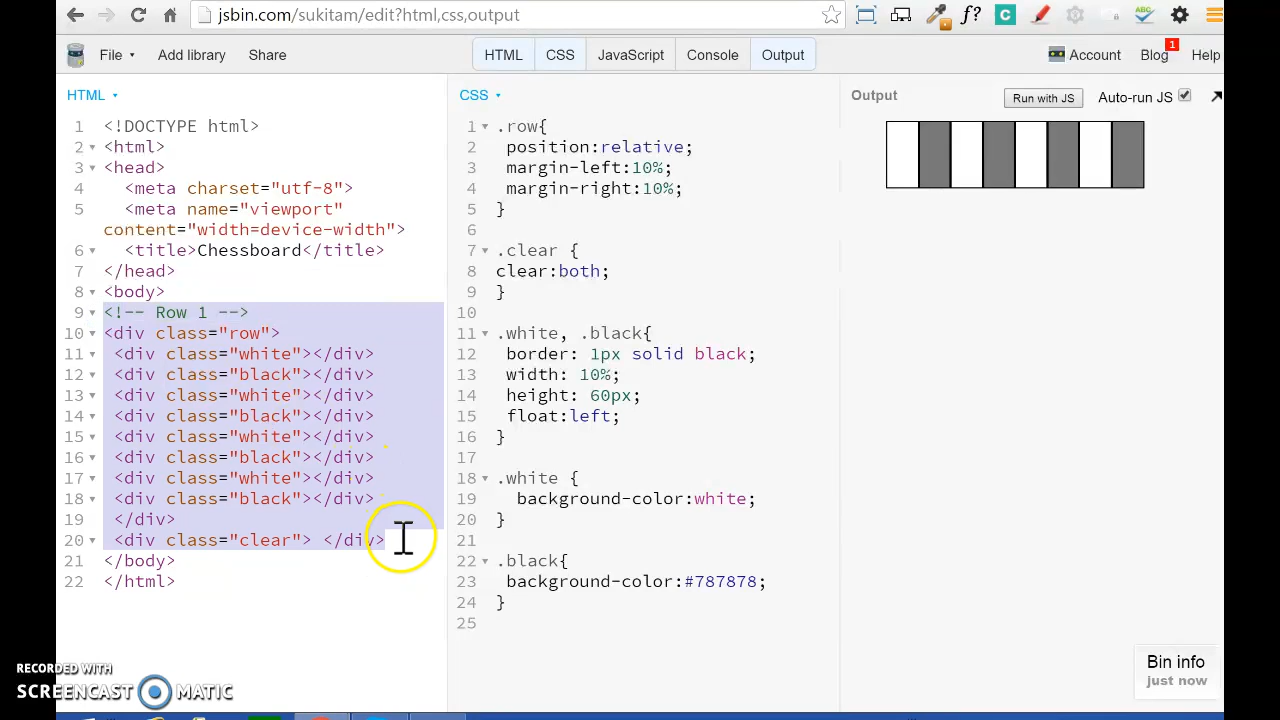 jsbin.com/sukitam/edit?html,css,output
f?
C
ABC
File
Add library
Share
HTML
CSS
JavaScript
Console
Output
Account
Blog
1
Help
HTML
1 <!DOCTYPE html>
2 <html>
3 <head>
4 <meta charset="utf-8">
5 <meta name="viewport"
content="width=device-width">
6 <title>Chessboard</title>
7 </head>
8 <body>
9 <!-- Row 1 -->
10 <div class="row">
11 <div class="white"></div>
12 <div class="black"></div>
13 <div class="white"></div>
14 <div class="black"></div>
15 <div class="white"></div>
16 <div class="black"></div>
17 <div class="white"></div>
18 <div class="black"></div>
19 </div>
20 <div class="clear"> </div>
21 </body>
22 </html>
CSS
1 .row{
2 position:relative;
3 margin-left:10%;
4 margin-right:10%;
5 }
6
7 .clear {
8 clear:both;
9 }
10
11 .white, .black{
12 border: 1px solid black;
13 width: 10%;
14 height: 60px;
15 float:left;
16 }
17
18 .white {
19 background-color:white;
20 }
21
22 .black{
23 background-color:#787878;
24 }
25
Output
Run with JS
Auto-run JS
Bin info
just now
RECORDED WITH
SCREENCAST MATIC